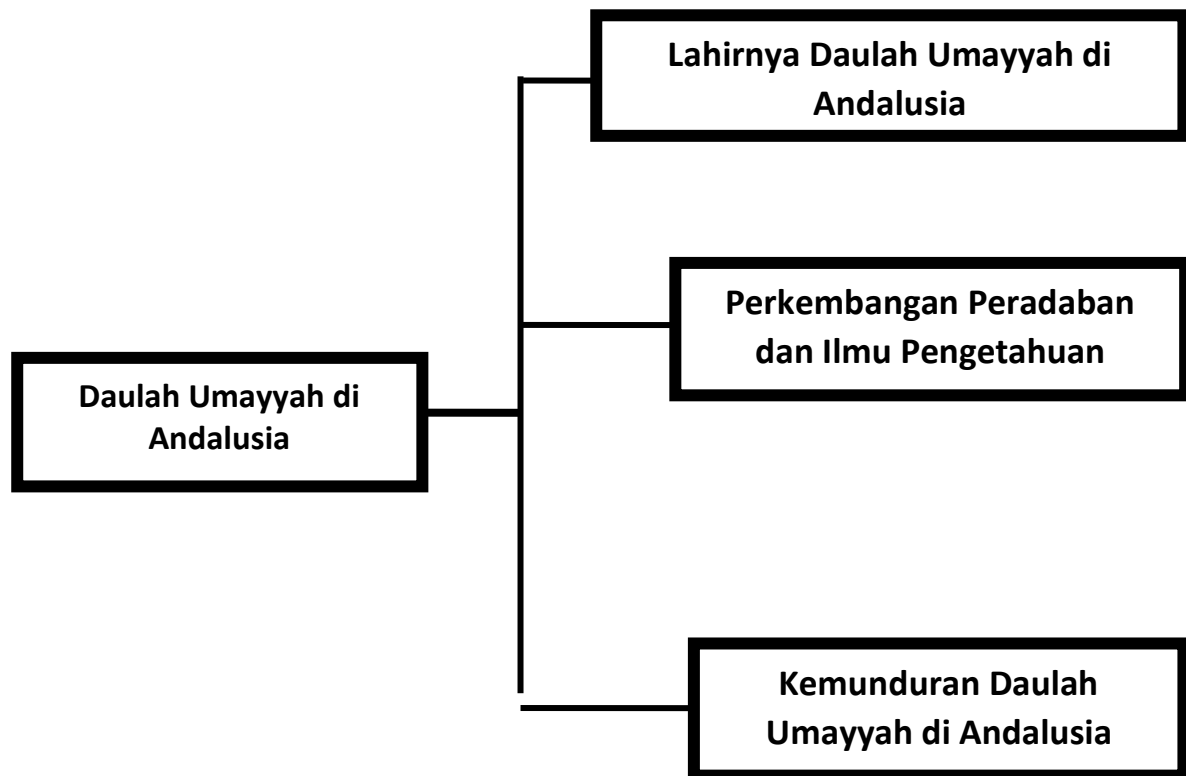 Lahirnya Daulah Umayyah di
Andalusia
Perkembangan Peradaban
dan Ilmu Pengetahuan
Daulah Umayyah di
Andalusia
Kemunduran Daulah
Umayyah di Andalusia